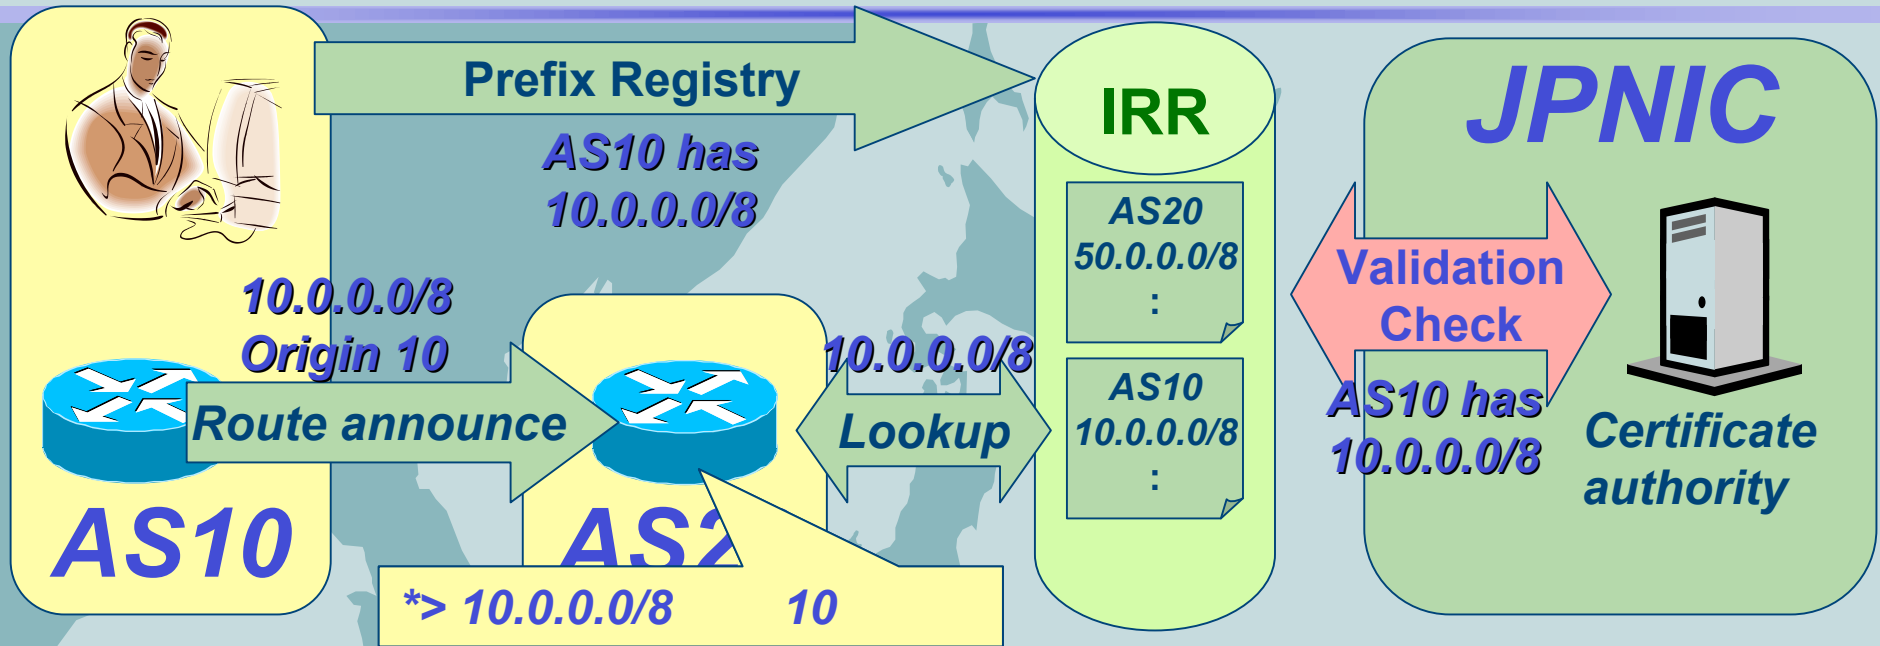 Prefix Registry
AS10 has
10.0.0.0/8
IRR
JPNIC
AS20
50.0.0.0/8
:
Validation
Check
10.0.0.0/8
Origin 10
10.0.0.0/8
Route announce
Lookup
AS10
10.0.0.0/8
:
AS10 has
10.0.0.0/8
Certificate
authority
AS10
*> 10.0.0.0/8 10